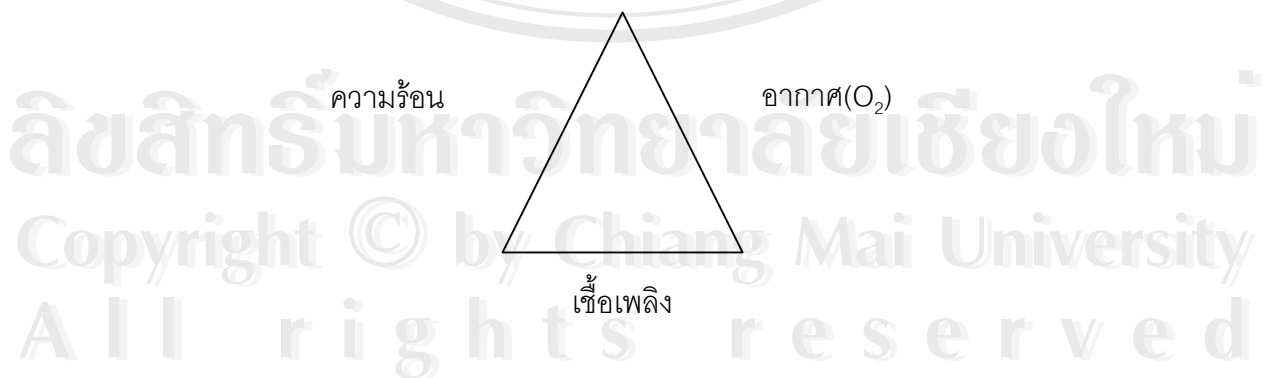 ความร้อน
อากาศ(O₂)
ลิขสิทธิ์มหาวิทยาลัยเชียงใหม่
Copyright © by Chiang Mai University
เชื้อเพลิง
All rights reserved